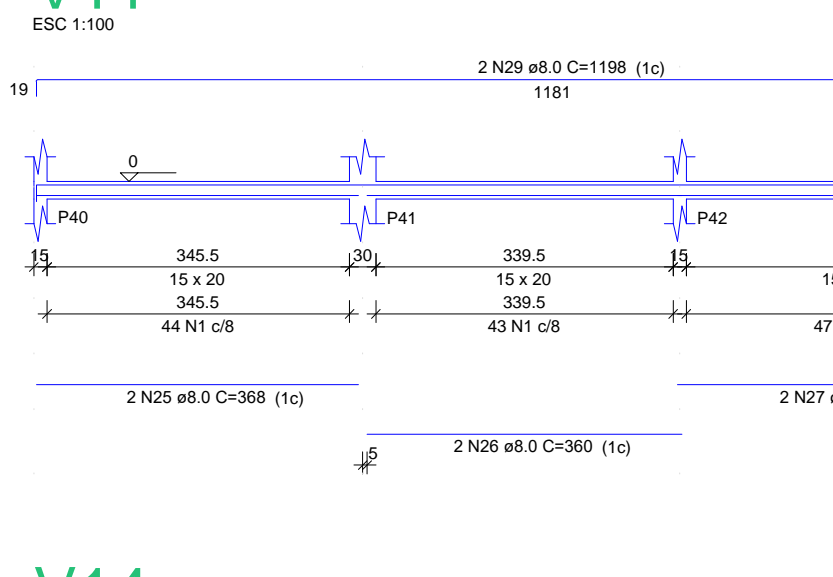 ESC 1:100
2 N29 ø8.0 C=1198 (1c)
19
1181
0
P40
P41
P42
15
345.5
30
339.5
15
15 x 20
15 x 20
345.5
339.5
44 N1 c/8
43 N1 c/8
47
2 N25 ø8.0 C=368 (1c)
2 N27
2 N26 ø8.0 C=360 (1c)
5